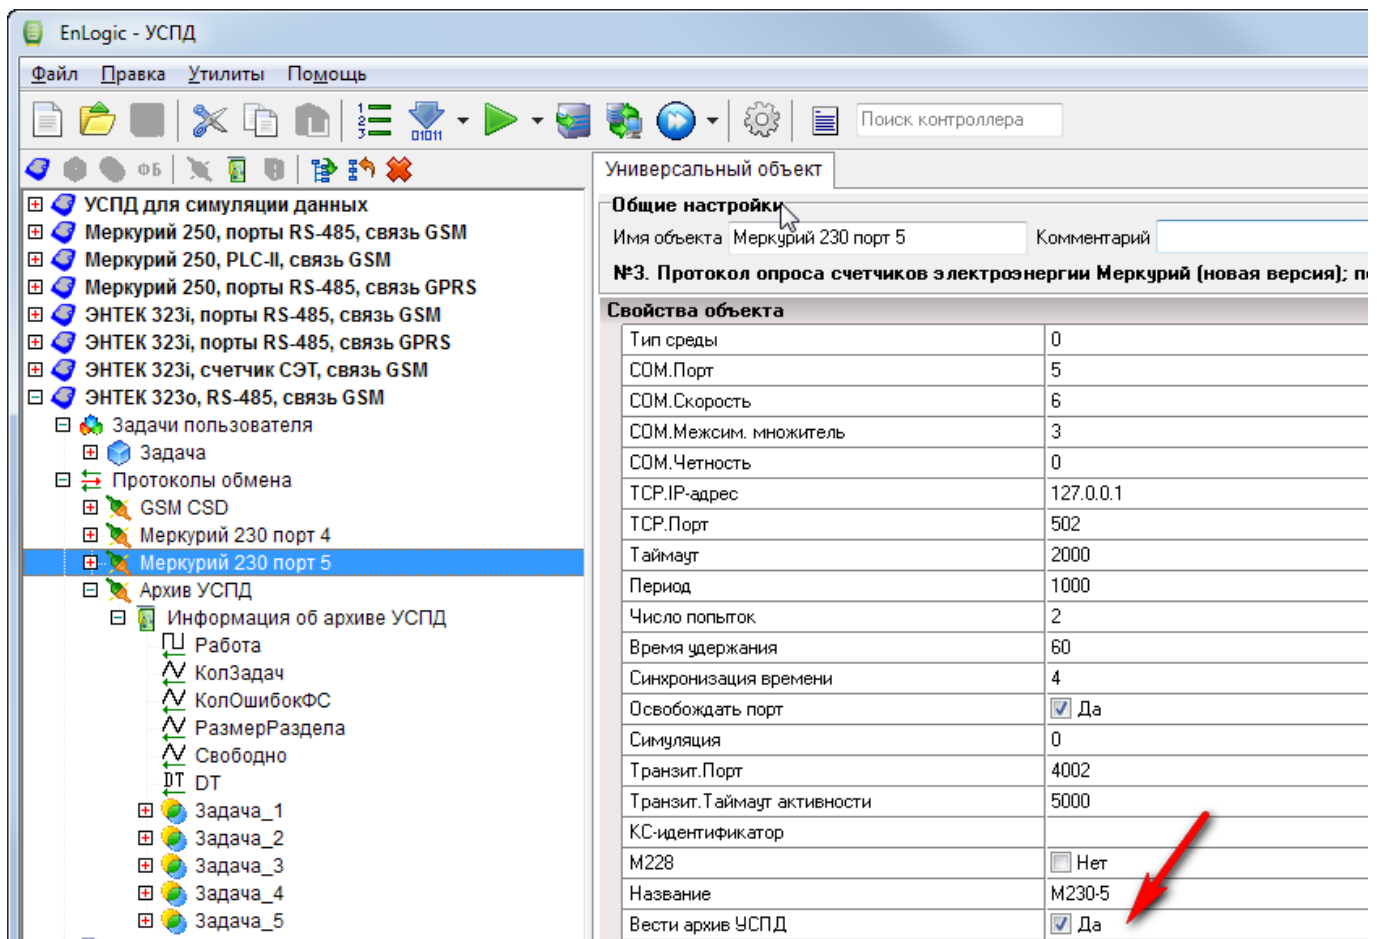 EnLogic - УСПД
Файл Правка Утилиты Помощь
Поиск контроллера
ФБ
УСПД для симуляции данных
Меркурий 250, порты RS-485, связь GSM
Меркурий 250, PLC-II, связь GSM
Меркурий 250, порты RS-485, связь GPRS
ЭНТЕК 323i, порты RS-485, связь GSM
ЭНТЕК 323i, порты RS-485, связь GPRS
ЭНТЕК 323i, счетчик СЭТ, связь GSM
ЭНТЕК 323о, RS-485, связь GSM
Задачи пользователя
Задача
Протоколы обмена
GSM CSD
Меркурий 230 порт 4
Меркурий 230 порт 5
Архив УСПД
Информация об архиве УСПД
Работа
КолЗадач
КолОшибокФС
РазмерРаздела
Свободно
DT DT
Задача_1
Задача_2
Задача_3
Задача_4
Задача_5
Универсальный объект
Общие настройки
Имя объекта Меркурий 230 порт 5 Комментарий
№3. Протокол опроса счетчиков электроэнергии Меркурий (новая версия);
Свойства объекта
Тип среды 0
COM.Порт 5
COM.Скорость 6
COM.Межсим. множитель 3
COM.Четность 0
TCP.IP-адрес 127.0.0.1
TCP.Порт 502
Таймаут 2000
Период 1000
Число попыток 2
Время удержания 60
Синхронизация времени 4
Освобождать порт Да
Симуляция 0
Транзит.Порт 4002
Транзит.Таймаут активности 5000
КС-идентификатор
М228 Нет
Название М230-5
Вести архив УСПД Да